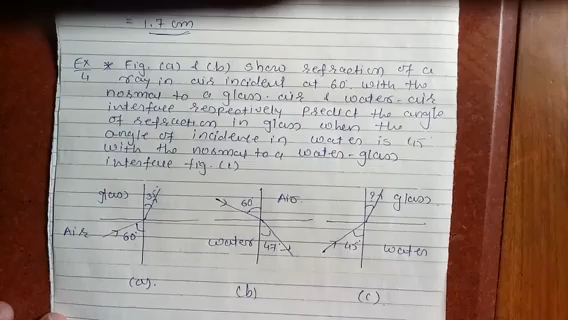 = 1.7 cm
Ex 4 * Fig. (a) & (b) show refraction of a
ray in air incident at 60° with the
normal to a glass-air & water-air
interface respectively predict the angle
of refraction in glass when the
angle of incidence in water is 45°
with the normal to a water-glass
interface fig. (c)
glass
Air
60°
(a).
60°
Air
water
47°
(b)
glass
45°
water
(c)